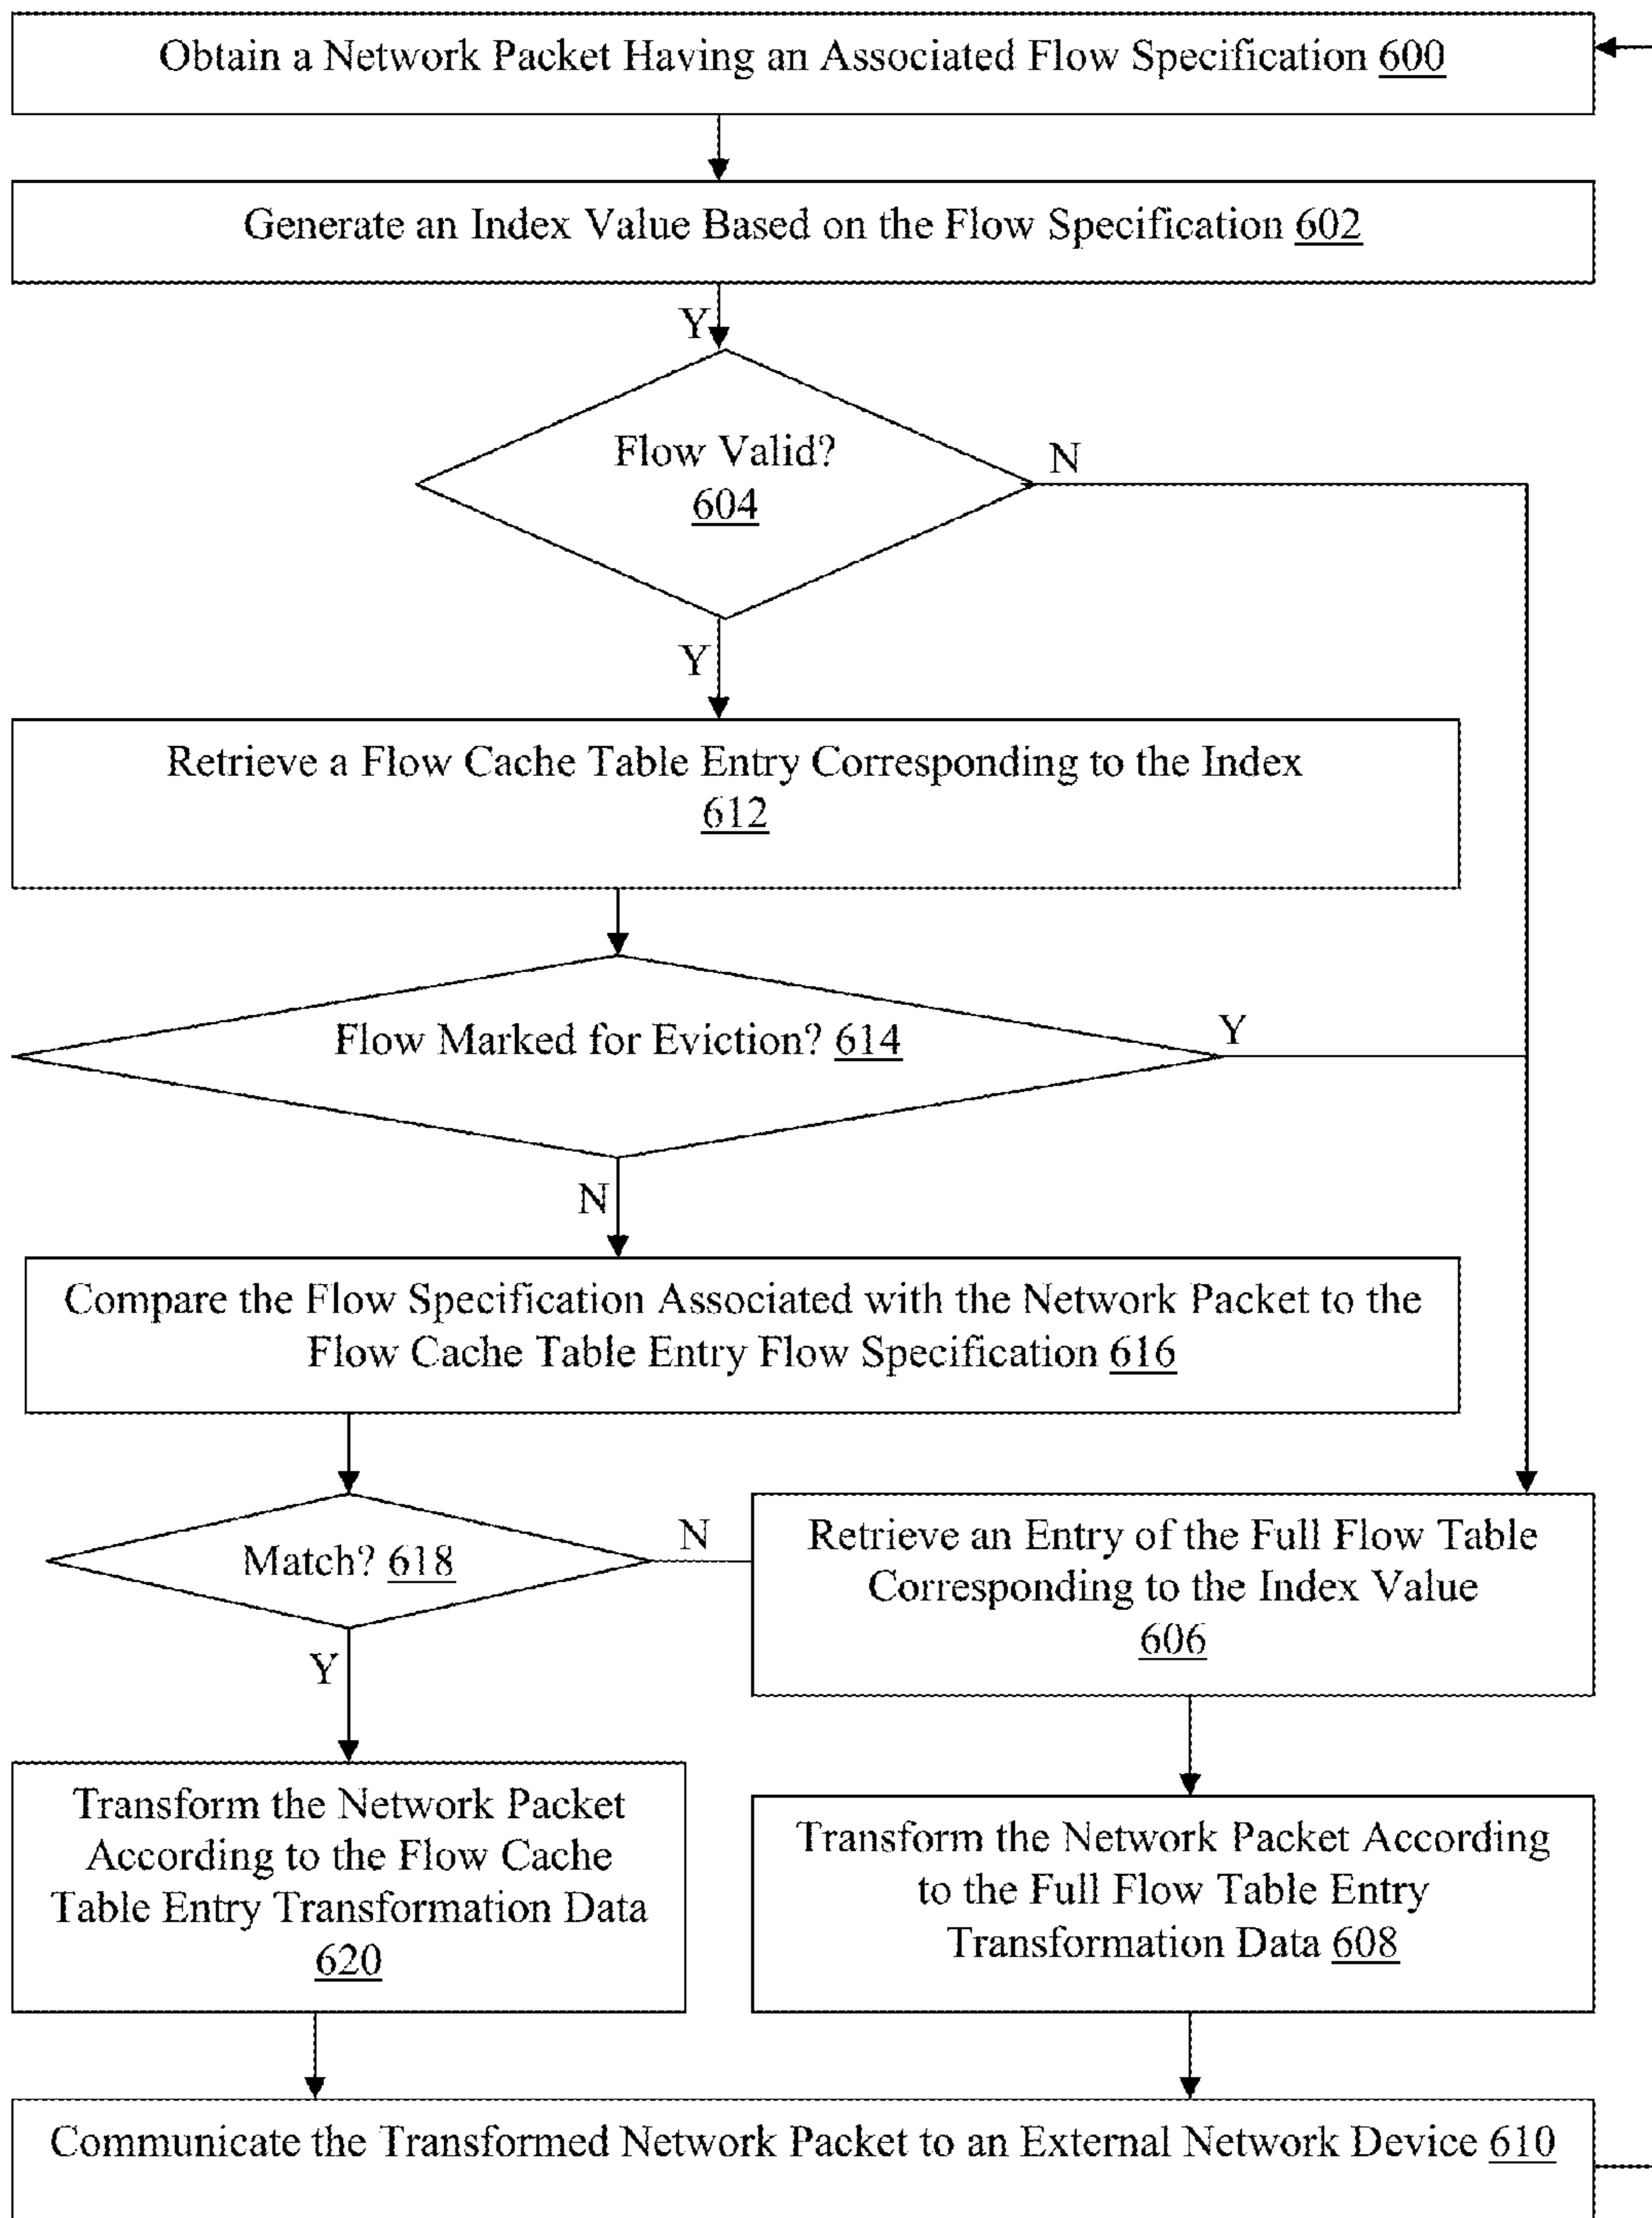 Obtain a Network Packet Having an Associated Flow Specification 600
Generate an Index Value Based on the Flow Specification 602
Y
Flow Valid?
604
N
Y
Retrieve a Flow Cache Table Entry Corresponding to the Index
612
Flow Marked for Eviction? 614
Y
N
Compare the Flow Specification Associated with the Network Packet to the
Flow Cache Table Entry Flow Specification 616
Match? 618
N
Y
Retrieve an Entry of the Full Flow Table
Corresponding to the Index Value
606
Transform the Network Packet
According to the Flow Cache
Table Entry Transformation Data
620
Transform the Network Packet According
to the Full Flow Table Entry
Transformation Data 608
Communicate the Transformed Network Packet to an External Network Device 610